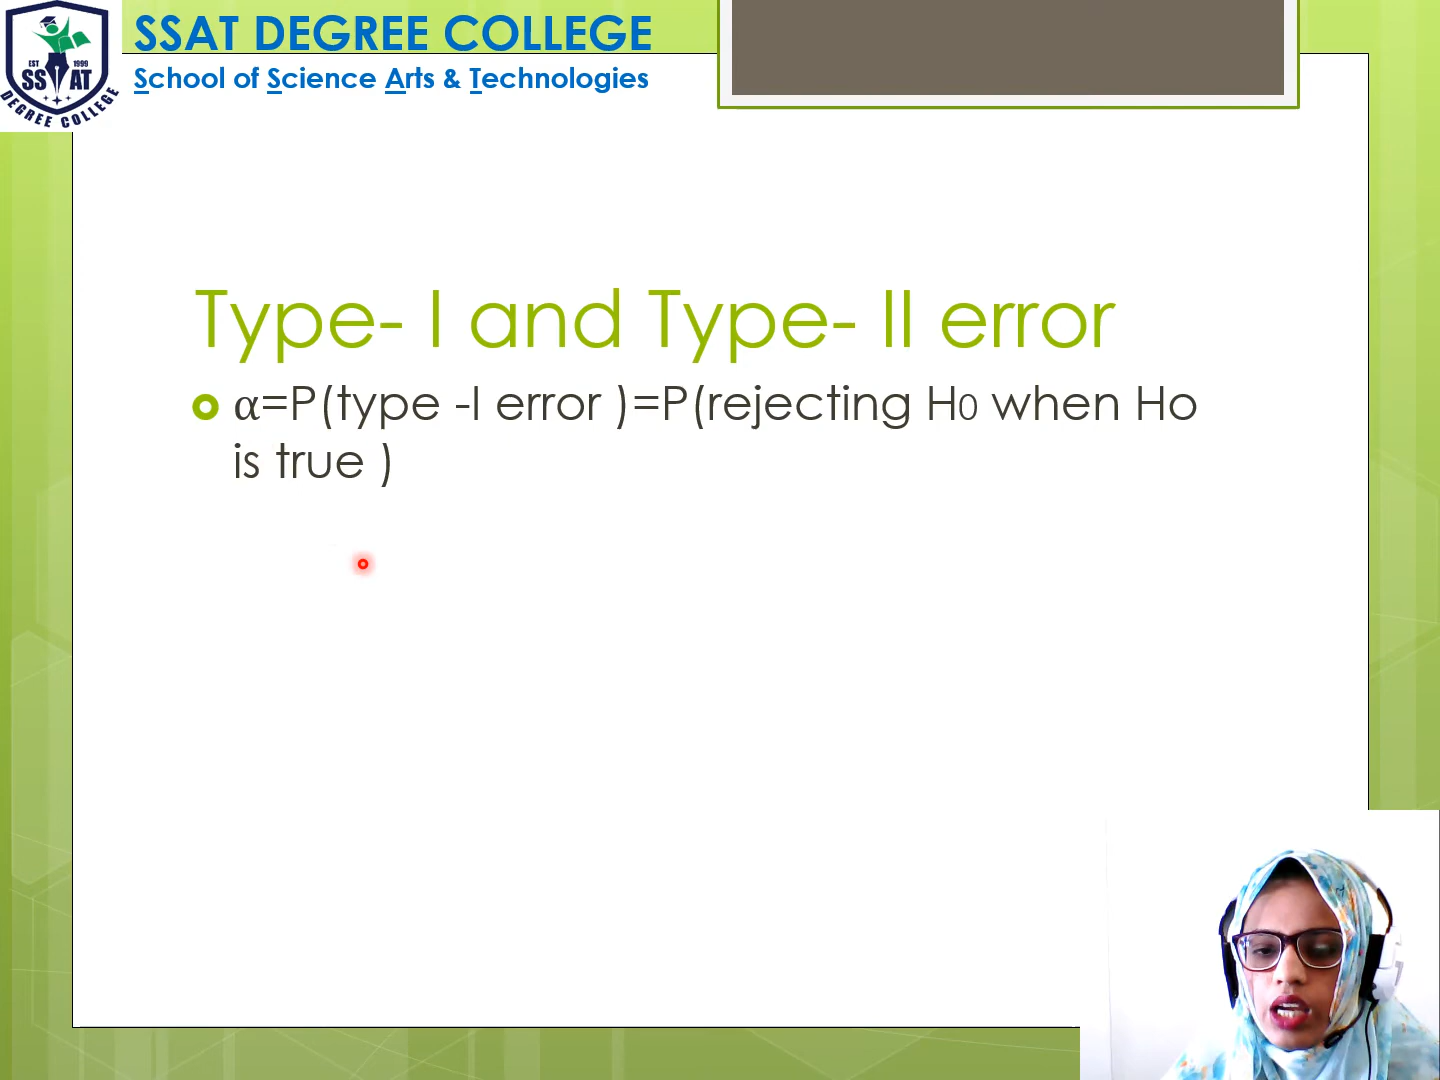 SSAT DEGREE COLLEGE
School of Science Arts & Technologies
EST 1999
SS AT
DEGREE COLLEGE
Type- I and Type- II error
α=P(type -I error )=P(rejecting H0 when Ho
is true )